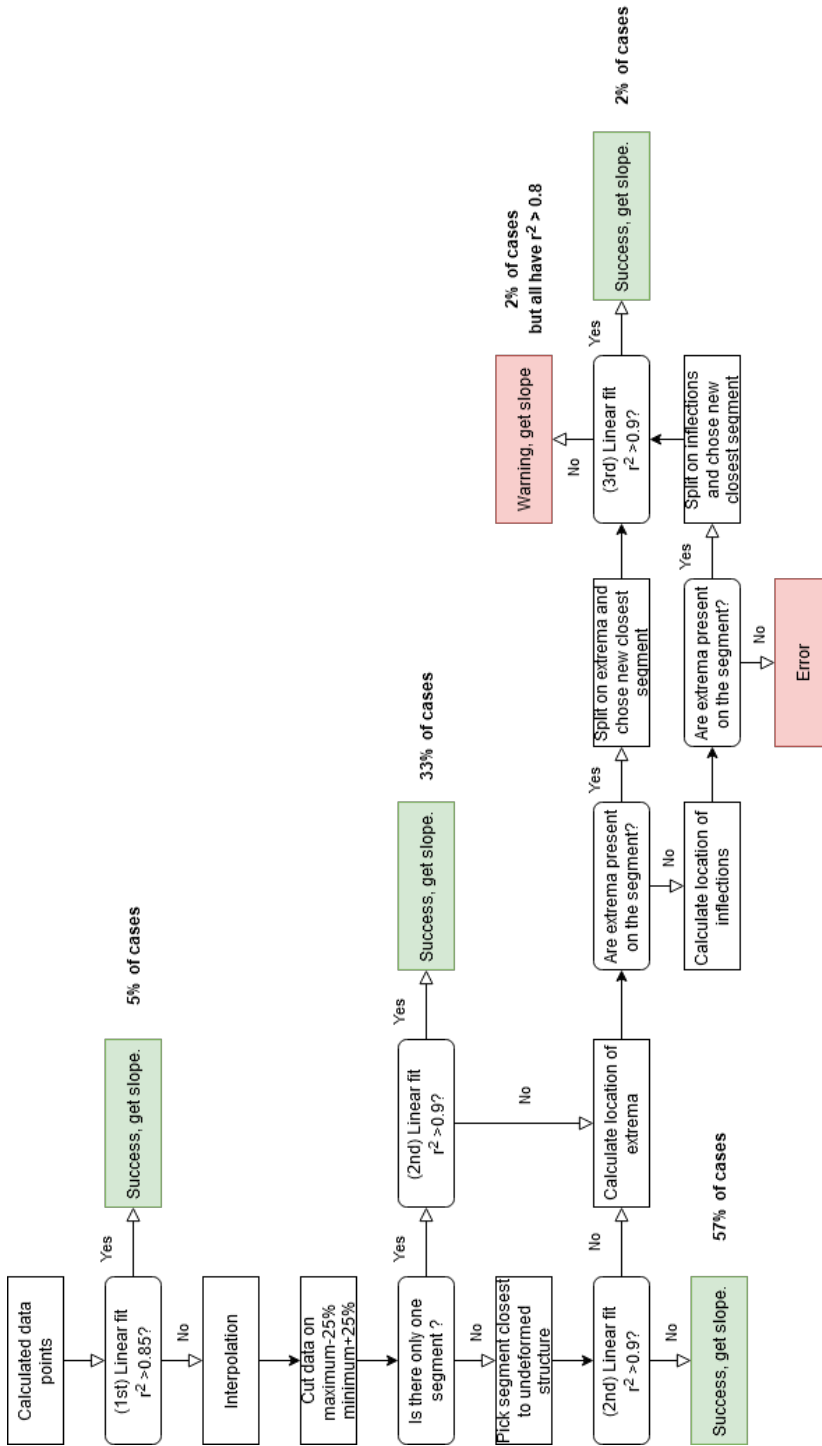 Calculated data
points
(1st) Linear fit
r² >0.85?
Yes
Success, get slope.
5% of cases
No
Interpolation
Cut data on
maximum-25%
minimum+25%
Is there only one
segment ?
Yes
(2nd) Linear fit
r² >0.9?
Yes
Success, get slope.
33% of cases
No
No
Pick segment closest
to undeformed
structure
(2nd) Linear fit
r² >0.9?
No
Success, get slope.
57% of cases
No
Calculate location of
extrema
Are extrema present
on the segment?
Yes
Split on extrema and
chose new closest
segment
No
Calculate location of
inflections
Are extrema present
on the segment?
No
Error
Yes
Split on inflections
and chose new
closest segment
(3rd) Linear fit
r² >0.9?
No
Warning, get slope
2% of cases
but all have r² > 0.8
Yes
Success, get slope.
2% of cases